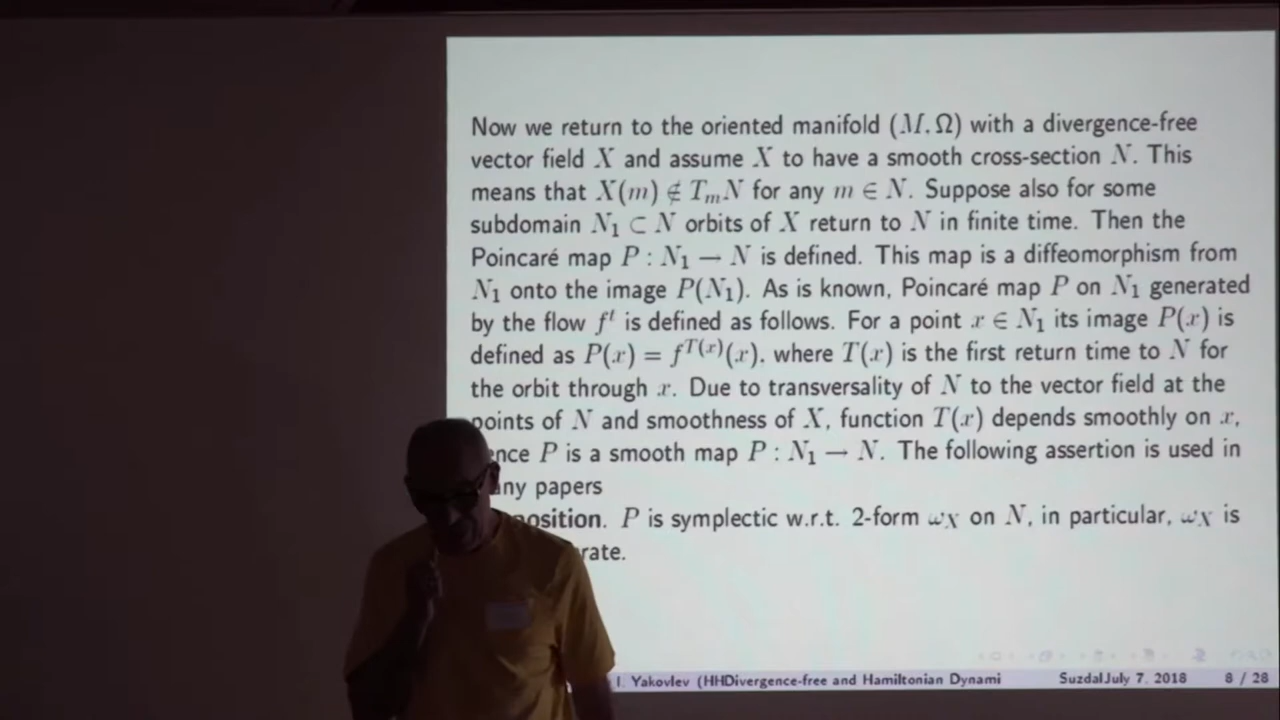 Now we return to the oriented manifold (M, Ω) with a divergence-free
vector field X and assume X to have a smooth cross-section N. This
means that X(m) ∉ TₘN for any m ∈ N. Suppose also for some
subdomain N₁ ⊂ N orbits of X return to N in finite time. Then the
Poincaré map P : N₁ → N is defined. This map is a diffeomorphism from
N₁ onto the image P(N₁). As is known, Poincaré map P on N₁ generated
by the flow fᵗ is defined as follows. For a point x ∈ N₁ its image P(x) is
defined as P(x) = f^{T(x)}(x), where T(x) is the first return time to N for
the orbit through x. Due to transversality of N to the vector field at the
points of N and smoothness of X, function T(x) depends smoothly on x,
ence P is a smooth map P : N₁ → N. The following assertion is used in
any papers
osition. P is symplectic w.r.t. 2-form ω_X on N, in particular, ω_X is
rate.
I. Yakovlev (HHDivergence-free and Hamiltonian Dynami SuzdalJuly 7, 2018 8 / 28